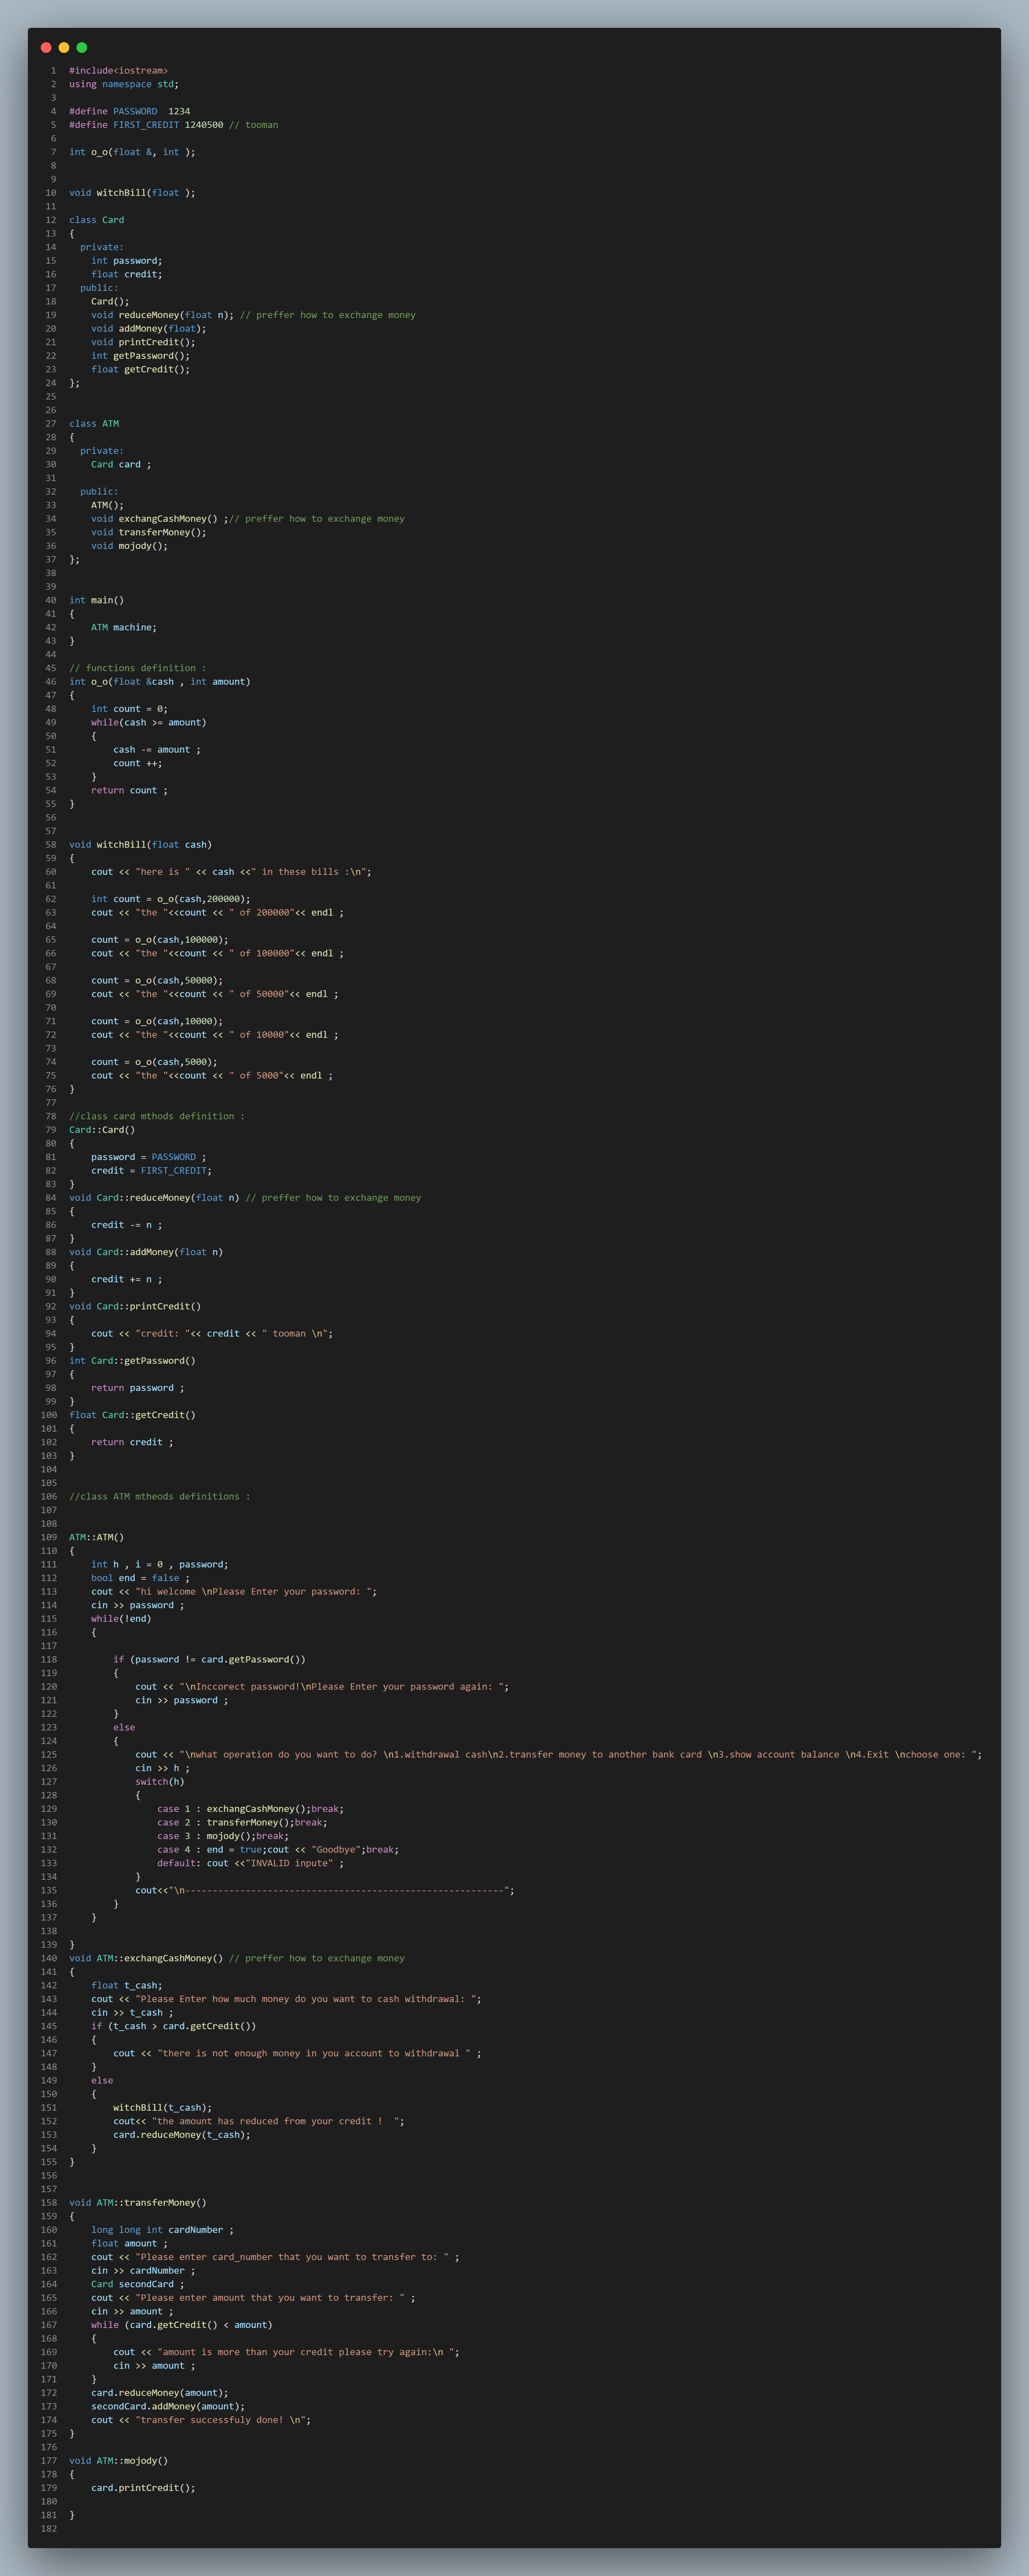 1 #include<iostream>
2 using namespace std;
3
4 #define PASSWORD  1234
5 #define FIRST_CREDIT 1240500 // tooman
6
7 int o_o(float &, int );
8
9
10 void witchBill(float );
11
12 class Card
13 {
14   private:
15     int password;
16     float credit;
17   public:
18     Card();
19     void reduceMoney(float n); // preffer how to exchange money
20     void addMoney(float);
21     void printCredit();
22     int getPassword();
23     float getCredit();
24 };
25
26
27 class ATM
28 {
29   private:
30     Card card ;
31
32   public:
33     ATM();
34     void exchangCashMoney() ;// preffer how to exchange money
35     void transferMoney();
36     void mojody();
37 };
38
39
40 int main()
41 {
42     ATM machine;
43 }
44
45 // functions definition :
46 int o_o(float &cash , int amount)
47 {
48     int count = 0;
49     while(cash >= amount)
50     {
51         cash -= amount ;
52         count ++;
53     }
54     return count ;
55 }
56
57
58 void witchBill(float cash)
59 {
60     cout << "here is " << cash <<" in these bills :\n";
61
62     int count = o_o(cash,200000);
63     cout << "the "<<count << " of 200000"<< endl ;
64
65     count = o_o(cash,100000);
66     cout << "the "<<count << " of 100000"<< endl ;
67
68     count = o_o(cash,50000);
69     cout << "the "<<count << " of 50000"<< endl ;
70
71     count = o_o(cash,10000);
72     cout << "the "<<count << " of 10000"<< endl ;
73
74     count = o_o(cash,5000);
75     cout << "the "<<count << " of 5000"<< endl ;
76 }
77
78 //class card mthods definition :
79 Card::Card()
80 {
81     password = PASSWORD ;
82     credit = FIRST_CREDIT;
83 }
84 void Card::reduceMoney(float n) // preffer how to exchange money
85 {
86     credit -= n ;
87 }
88 void Card::addMoney(float n)
89 {
90     credit += n ;
91 }
92 void Card::printCredit()
93 {
94     cout << "credit: "<< credit << " tooman \n";
95 }
96 int Card::getPassword()
97 {
98     return password ;
99 }
100 float Card::getCredit()
101 {
102     return credit ;
103 }
104
105
106 //class ATM mtheods definitions :
107
108
109 ATM::ATM()
110 {
111     int h , i = 0 , password;
112     bool end = false ;
113     cout << "hi welcome \nPlease Enter your password: ";
114     cin >> password ;
115     while(!end)
116     {
117
118         if (password != card.getPassword())
119         {
120             cout << "\nInccorect password!\nPlease Enter your password again: ";
121             cin >> password ;
122         }
123         else
124         {
125             cout << "\nwhat operation do you want to do? \n1.withdrawal cash\n2.transfer money to another bank card \n3.show account balance \n4.Exit \nchoose one: ";
126             cin >> h ;
127             switch(h)
128             {
129                 case 1 : exchangCashMoney();break;
130                 case 2 : transferMoney();break;
131                 case 3 : mojody();break;
132                 case 4 : end = true;cout << "Goodbye";break;
133                 default: cout <<"INVALID inpute" ;
134             }
135             cout<<"\n----------------------------------------------------------";
136         }
137     }
138
139 }
140 void ATM::exchangCashMoney() // preffer how to exchange money
141 {
142     float t_cash;
143     cout << "Please Enter how much money do you want to cash withdrawal: ";
144     cin >> t_cash ;
145     if (t_cash > card.getCredit())
146     {
147         cout << "there is not enough money in you account to withdrawal " ;
148     }
149     else
150     {
151         witchBill(t_cash);
152         cout<< "the amount has reduced from your credit !  ";
153         card.reduceMoney(t_cash);
154     }
155 }
156
157
158 void ATM::transferMoney()
159 {
160     long long int cardNumber ;
161     float amount ;
162     cout << "Please enter card_number that you want to transfer to: " ;
163     cin >> cardNumber ;
164     Card secondCard ;
165     cout << "Please enter amount that you want to transfer: " ;
166     cin >> amount ;
167     while (card.getCredit() < amount)
168     {
169         cout << "amount is more than your credit please try again:\n ";
170         cin >> amount ;
171     }
172     card.reduceMoney(amount);
173     secondCard.addMoney(amount);
174     cout << "transfer successfuly done! \n";
175 }
176
177 void ATM::mojody()
178 {
179     card.printCredit();
180
181 }
182